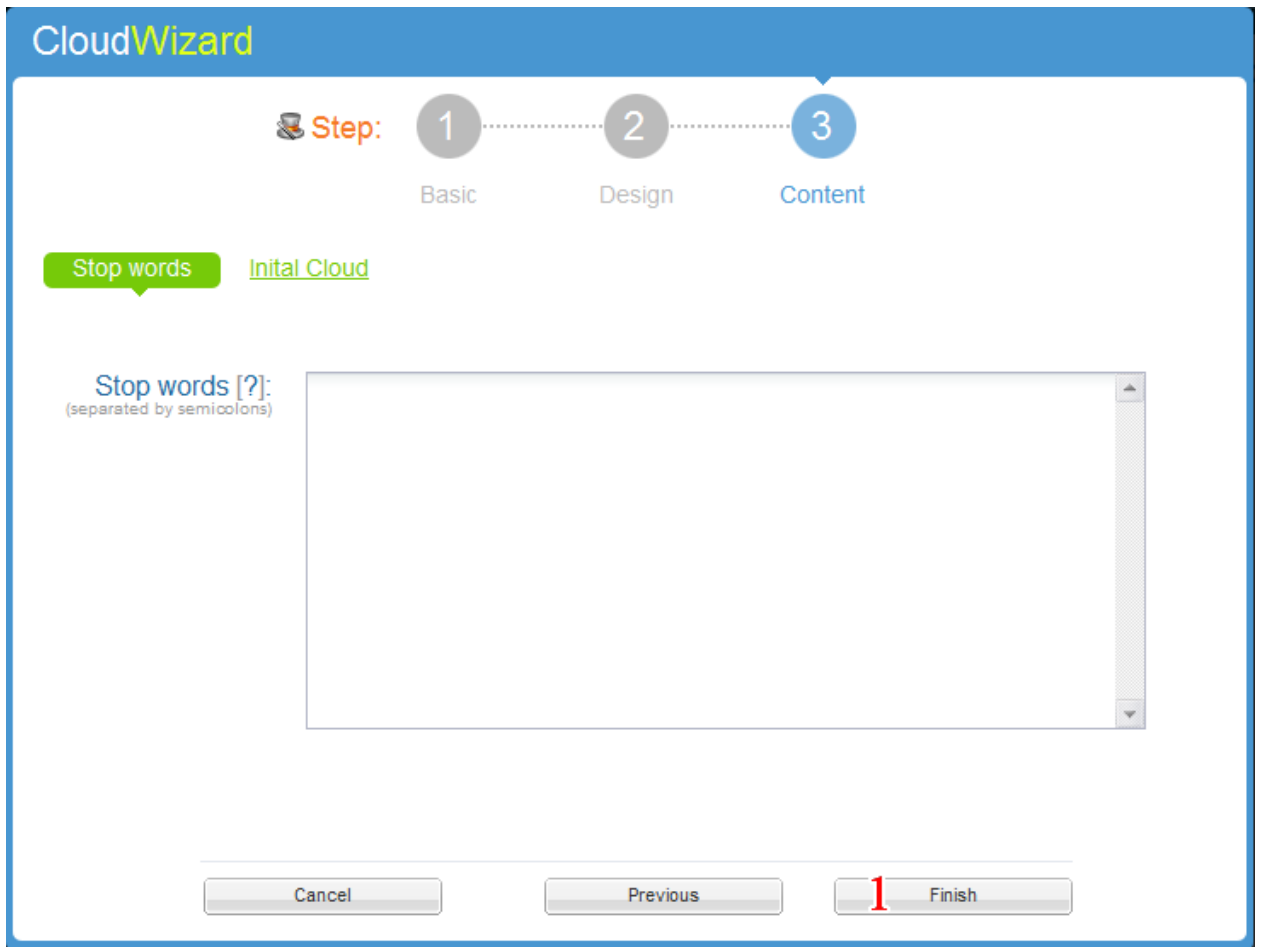 CloudWizard
Step: 1 2 3
Basic Design Content
Stop words Inital Cloud
Stop words [?]:
(separated by semicolons)
Cancel Previous 1 Finish